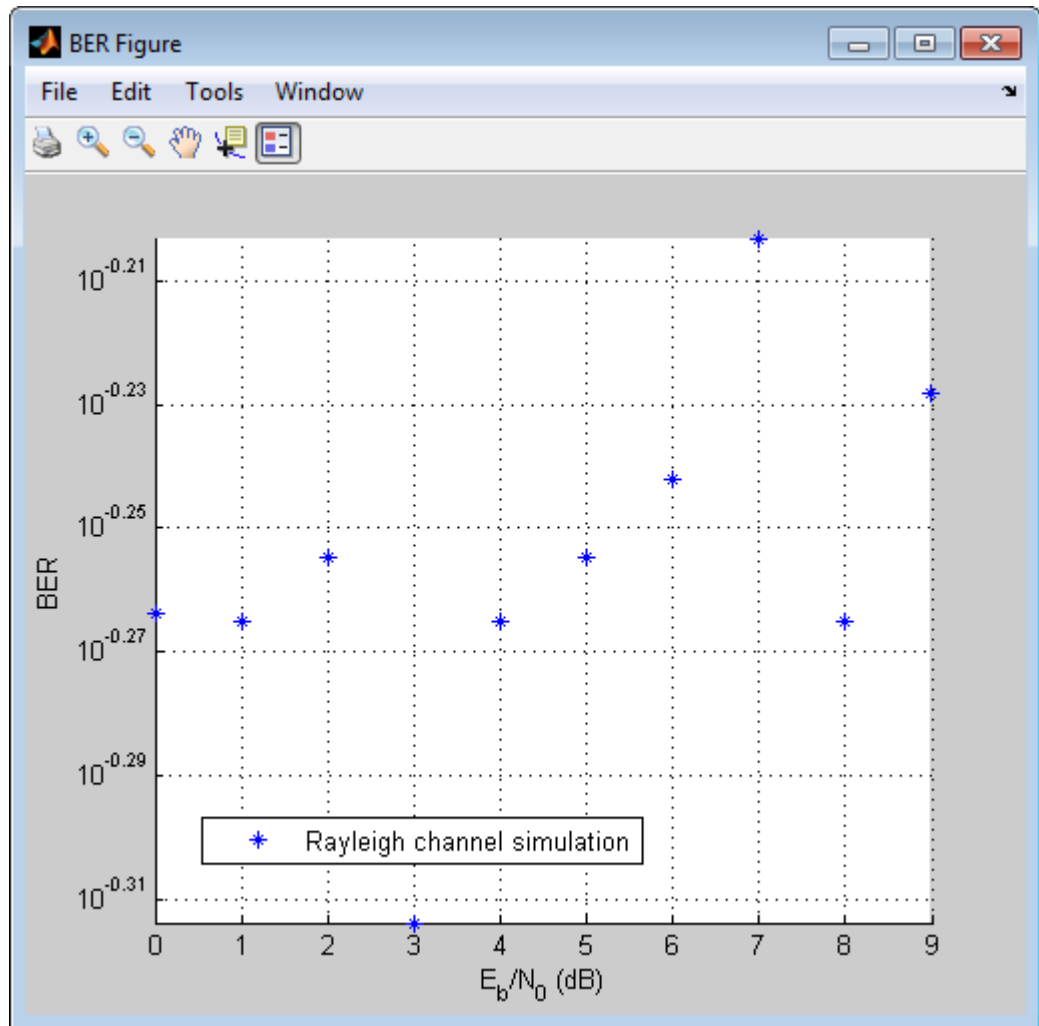 BER Figure
File Edit Tools Window
10^-0.21
10^-0.23
10^-0.25
10^-0.27
10^-0.29
10^-0.31
BER
Rayleigh channel simulation
0 1 2 3 4 5 6 7 8 9
E_b/N_0 (dB)